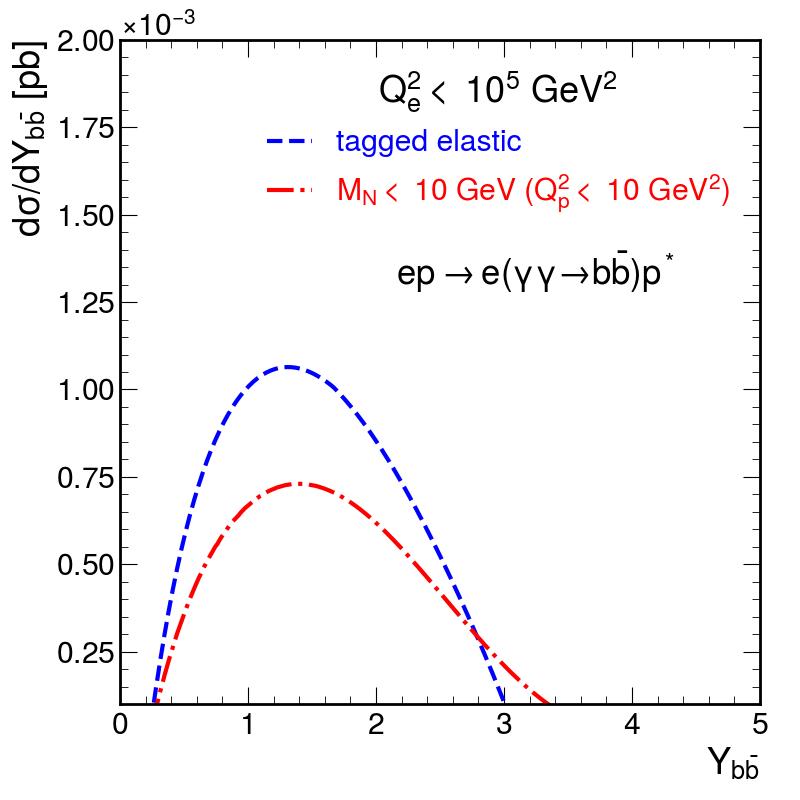 ×10⁻³
dσ/dY_bb̄ [pb]
2.00
1.75
1.50
1.25
1.00
0.75
0.50
0.25
Q²ₑ < 10⁵ GeV²
tagged elastic
M_N < 10 GeV (Q²ₚ < 10 GeV²)
ep → e(γγ→bb̄)p*
0 1 2 3 4 5
Y_bb̄